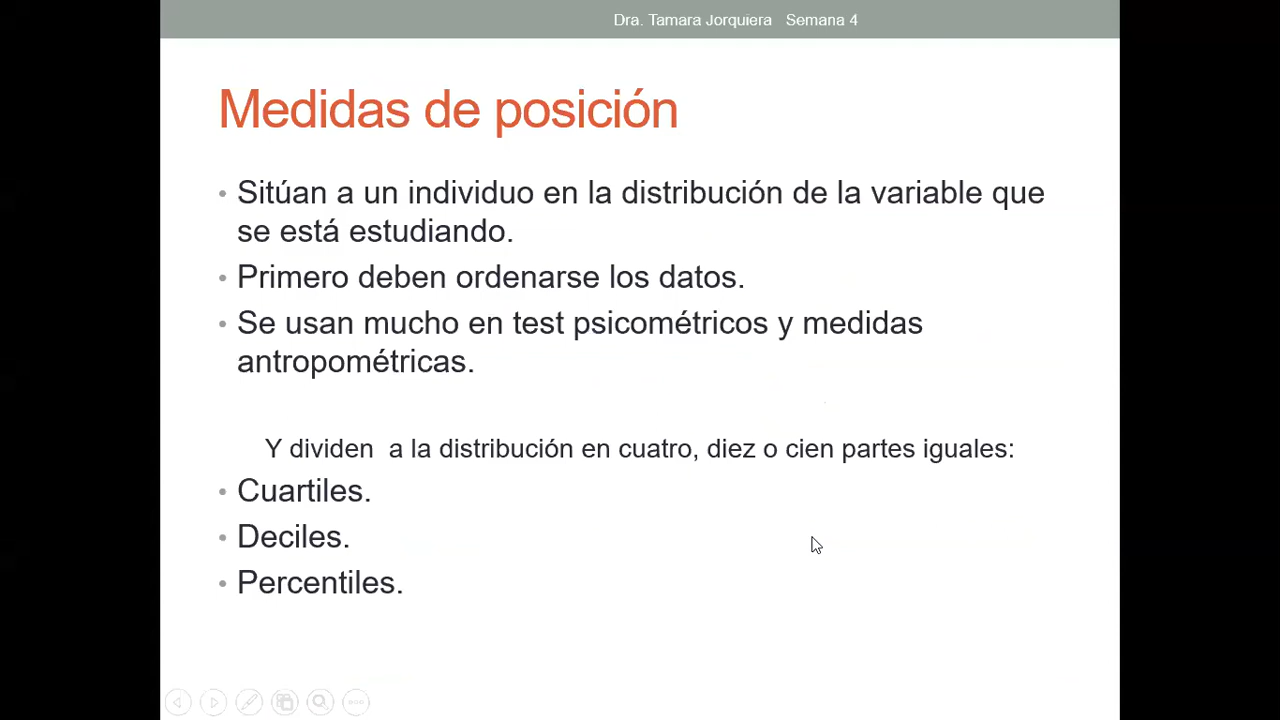 Dra. Tamara Jorquiera   Semana 4
Medidas de posición
• Sitúan a un individuo en la distribución de la variable que
se está estudiando.
• Primero deben ordenarse los datos.
• Se usan mucho en test psicométricos y medidas
antropométricas.
Y dividen  a la distribución en cuatro, diez o cien partes iguales:
• Cuartiles.
• Deciles.
• Percentiles.